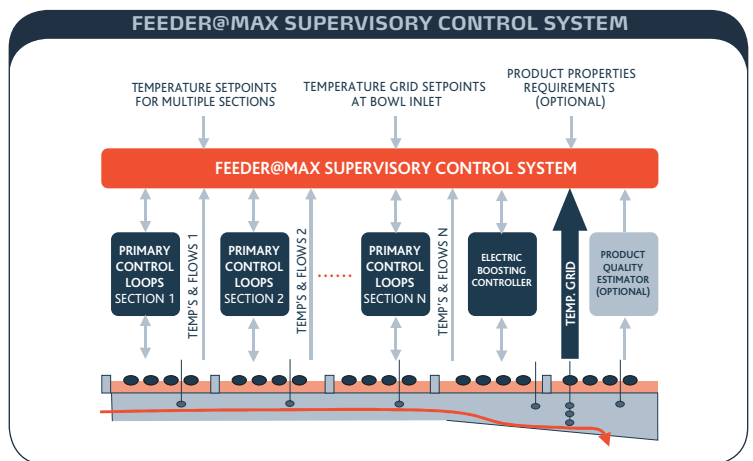 FEEDER@MAX SUPERVISORY CONTROL SYSTEM
TEMPERATURE SETPOINTS
FOR MULTIPLE SECTIONS
TEMPERATURE GRID SETPOINTS
AT BOWL INLET
PRODUCT PROPERTIES
REQUIREMENTS
(OPTIONAL)
FEEDER@MAX SUPERVISORY CONTROL SYSTEM
PRIMARY
CONTROL
LOOPS
SECTION 1
TEMP'S & FLOWS 1
PRIMARY
CONTROL
LOOPS
SECTION 2
TEMP'S & FLOWS 2
......
PRIMARY
CONTROL
LOOPS
SECTION N
TEMP'S & FLOWS N
ELECTRIC
BOOSTING
CONTROLLER
TEMP. GRID
PRODUCT
QUALITY
ESTIMATOR
(OPTIONAL)